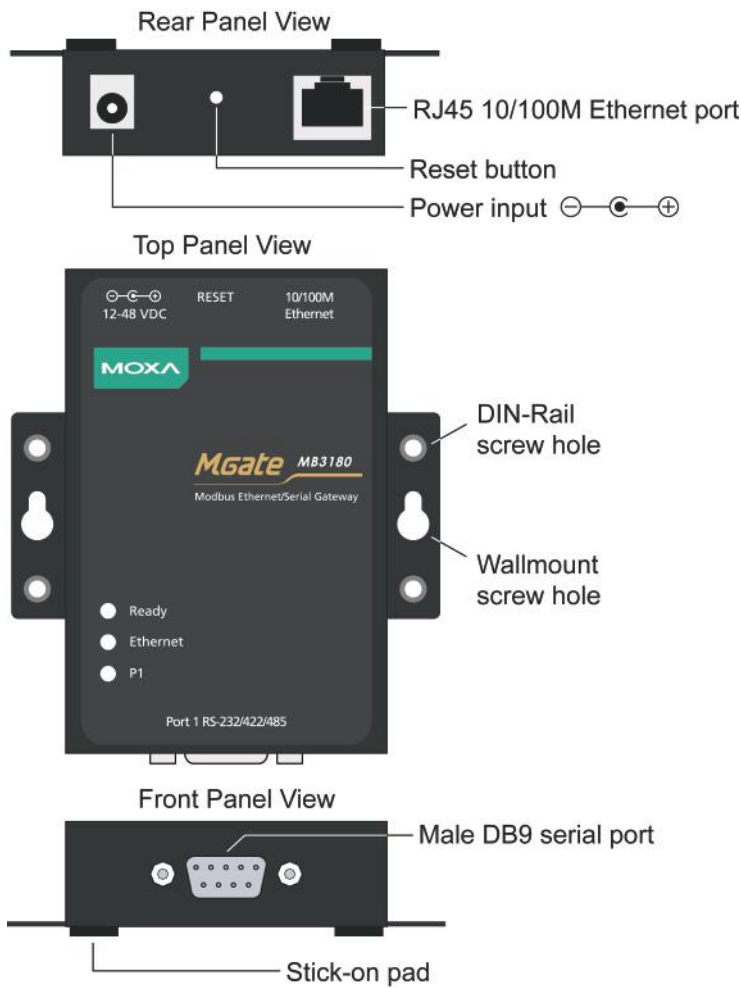 Rear Panel View
RJ45 10/100M Ethernet port
Reset button
Power input
Top Panel View
12-48 VDC
RESET
10/100M
Ethernet
MOXA
DIN-Rail
screw hole
MGate MB3180
Modbus Ethernet/Serial Gateway
Wallmount
screw hole
Ready
Ethernet
P1
Port 1 RS-232/422/485
Front Panel View
Male DB9 serial port
Stick-on pad